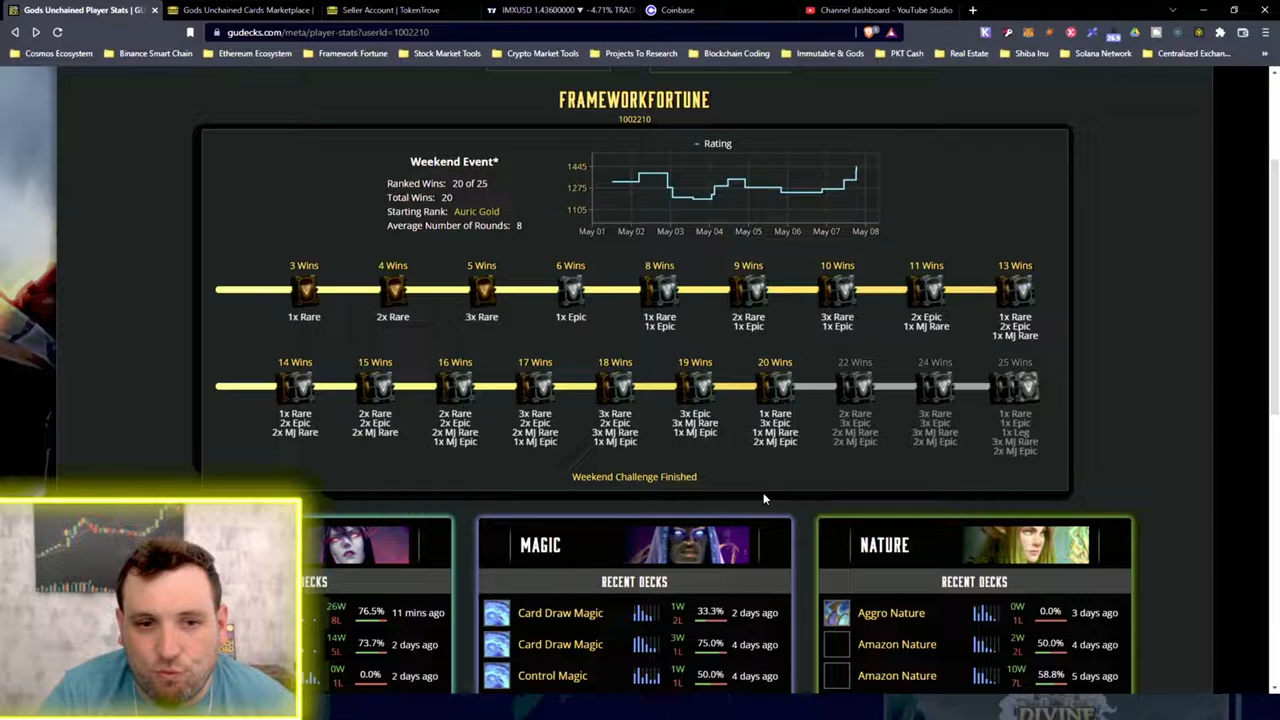 Gods Unchained Player Stats | GU
Gods Unchained Cards Marketplace |
Seller Account | TokenTrove
IMXUSD 1.43600000 ▼ −4.71% TRAD
Coinbase
Channel dashboard - YouTube Studio
gudecks.com/meta/player-stats?userId=1002210
Cosmos Ecosystem
Binance Smart Chain
Ethereum Ecosystem
Framework Fortune
Stock Market Tools
Crypto Market Tools
Projects To Research
Blockchain Coding
Immutable & Gods
PKT Cash
Real Estate
Shiba Inu
Solana Network
Centralized Exchan...
FRAMEWORKFORTUNE
1002210
Weekend Event*
Ranked Wins: 20 of 25
Total Wins: 20
Starting Rank: Auric Gold
Average Number of Rounds: 8
Rating
1445
1275
1105
May 01 May 02 May 03 May 04 May 05 May 06 May 07 May 08
3 Wins 4 Wins 5 Wins 6 Wins 8 Wins 9 Wins 10 Wins 11 Wins 13 Wins
1x Rare 2x Rare 3x Rare 1x Epic 1x Rare 2x Rare 3x Rare 2x Epic 1x Rare
1x Epic 1x Epic 1x Epic 1x MJ Rare 2x Epic
1x MJ Rare
14 Wins 15 Wins 16 Wins 17 Wins 18 Wins 19 Wins 20 Wins 22 Wins 24 Wins 25 Wins
1x Rare 2x Rare 2x Rare 3x Rare 3x Rare 3x Epic 1x Rare 2x Rare 3x Rare 1x Rare
2x Epic 2x Epic 2x Epic 2x Epic 2x Epic 3x MJ Rare 3x Epic 3x Epic 3x Epic 1x Leg
2x MJ Rare 2x MJ Rare 2x MJ Rare 2x MJ Rare 3x MJ Rare 1x MJ Epic 1x MJ Rare 2x MJ Rare 3x MJ Rare 3x MJ Rare
1x MJ Epic 1x MJ Epic 1x MJ Epic 2x MJ Epic 2x MJ Epic 2x MJ Epic 2x MJ Epic
Weekend Challenge Finished
MAGIC
NATURE
DECKS
RECENT DECKS
RECENT DECKS
26W 8L 76.5% 11 mins ago
Card Draw Magic 1W 2L 33.3% 2 days ago
Aggro Nature 0W 1L 0.0% 3 days ago
14W 5L 73.7% 2 days ago
Card Draw Magic 3W 1L 75.0% 4 days ago
Amazon Nature 2W 2L 50.0% 4 days ago
0W 1L 0.0% 2 days ago
Control Magic 1W 1L 50.0% 4 days ago
Amazon Nature 10W 7L 58.8% 5 days ago
DIVINE